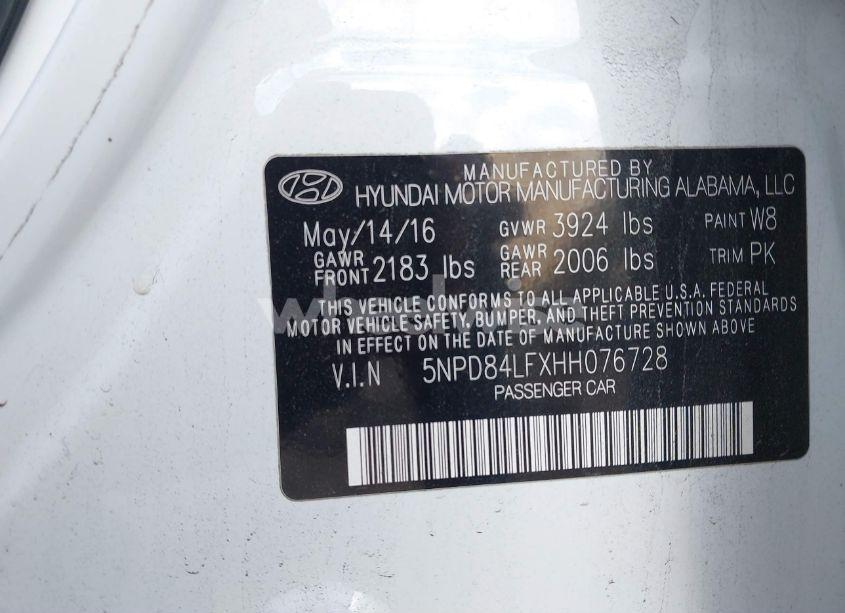 MANUFACTURED BY
HYUNDAI MOTOR MANUFACTURING ALABAMA, LLC
May/14/16 GVWR 3924 lbs PAINT W8
GAWR FRONT 2183 lbs GAWR REAR 2006 lbs TRIM PK
THIS VEHICLE CONFORMS TO ALL APPLICABLE U.S.A. FEDERAL
MOTOR VEHICLE SAFETY, BUMPER, AND THEFT PREVENTION STANDARDS
IN EFFECT ON THE DATE OF MANUFACTURE SHOWN ABOVE
V.I.N 5NPD84LFXHH076728
PASSENGER CAR